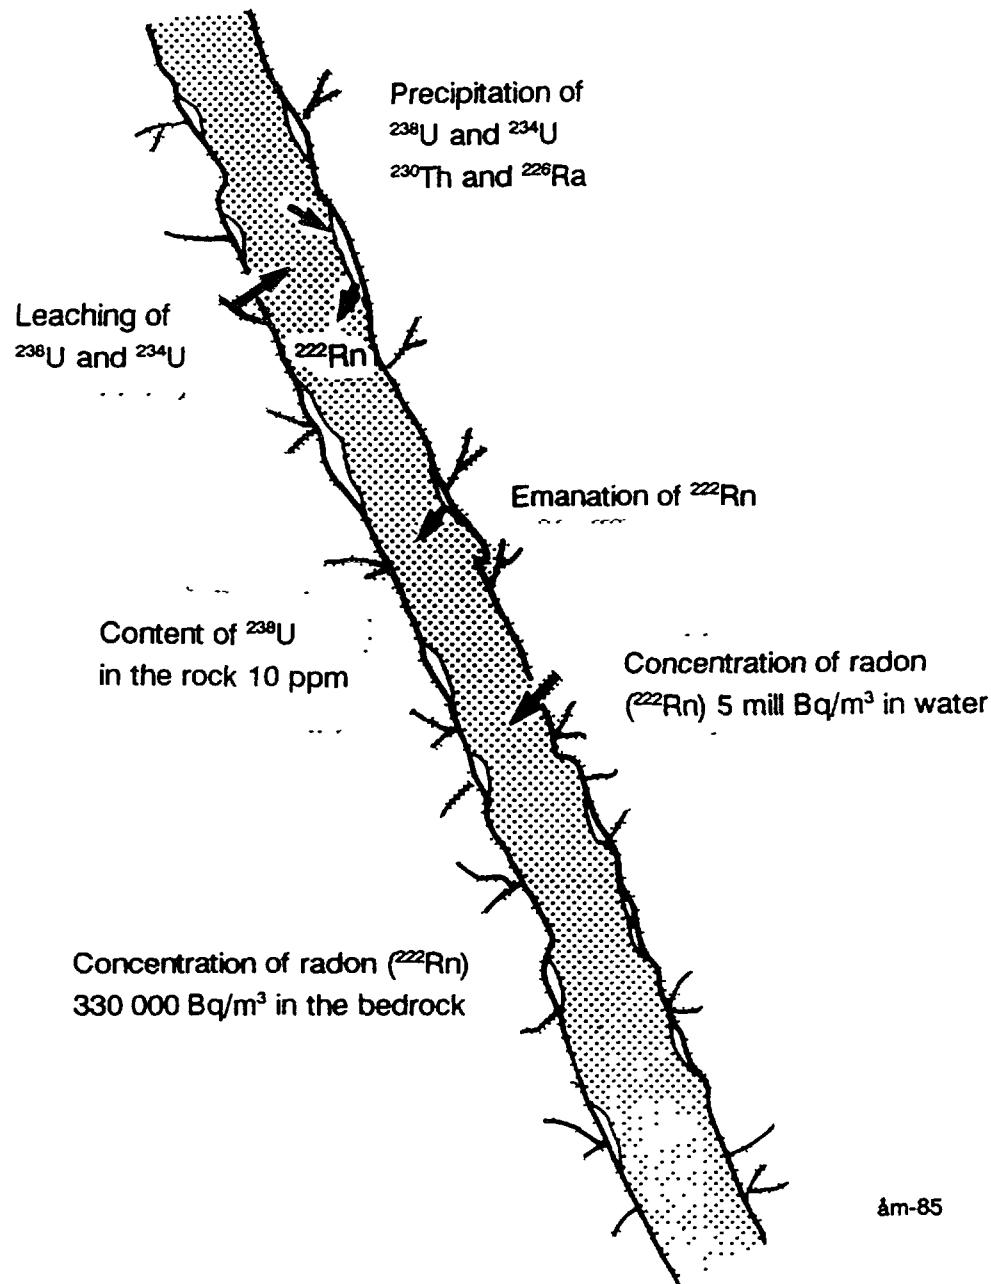 Precipitation of
²³⁸U and ²³⁴U
²³⁰Th and ²²⁶Ra
Leaching of
²³⁸U and ²³⁴U
²²²Rn
Emanation of ²²²Rn
Content of ²³⁸U
in the rock 10 ppm
Concentration of radon
(²²²Rn) 5 mill Bq/m³ in water
Concentration of radon (²²²Rn)
330 000 Bq/m³ in the bedrock
åm-85